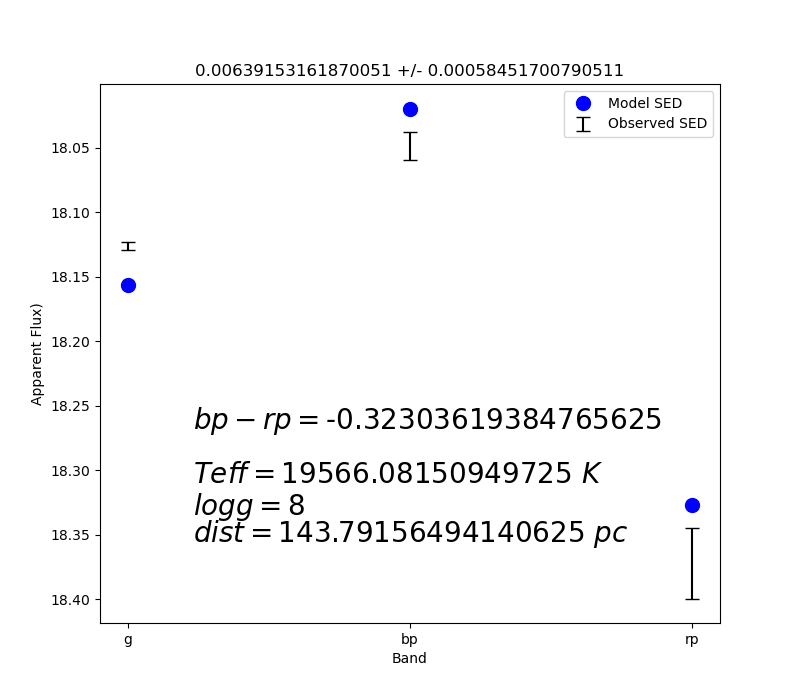 0.00639153161870051 +/- 0.00058451700790511
Model SED
Observed SED
18.05
18.10
18.15
18.20
18.25
18.30
18.35
18.40
Apparent Flux)
bp − rp = -0.32303619384765625
Teff = 19566.08150949725 K
logg = 8
dist = 143.79156494140625 pc
g
bp
rp
Band